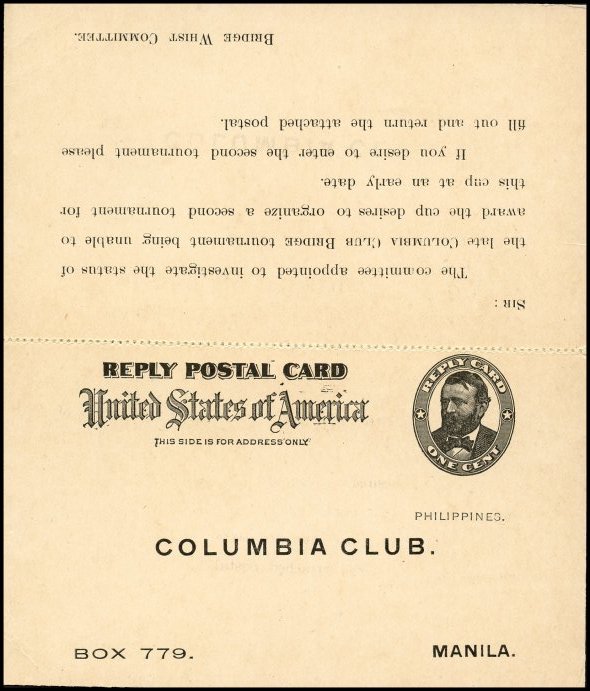 SIR :
The committee appointed to investigate the status of
the late COLUMBIA CLUB BRIDGE tournament being unable to
award the cup desires to organize a second tournament for
this cup at an early date.
If you desire to enter the second tournament please
fill out and return the attached postal.
BRIDGE WHIST COMMITTEE.
REPLY POSTAL CARD
United States of America
THIS SIDE IS FOR ADDRESS ONLY
REPLY CARD
ONE CENT
PHILIPPINES.
COLUMBIA CLUB.
BOX 779.
MANILA.